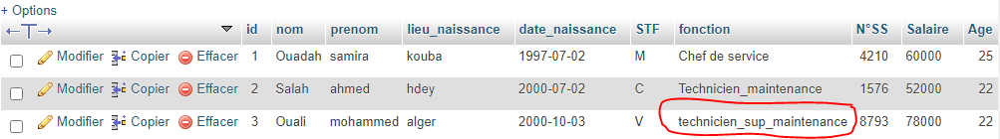 + Options
id nom prenom lieu_naissance date_naissance STF fonction N°SS Salaire Age
Modifier Copier Effacer 1 Ouadah samira kouba 1997-07-02 M Chef de service 4210 60000 25
Modifier Copier Effacer 2 Salah ahmed hdey 2000-07-02 C Technicien_maintenance 1576 52000 22
Modifier Copier Effacer 3 Ouali mohammed alger 2000-10-03 V technicien_sup_maintenance 8793 78000 22